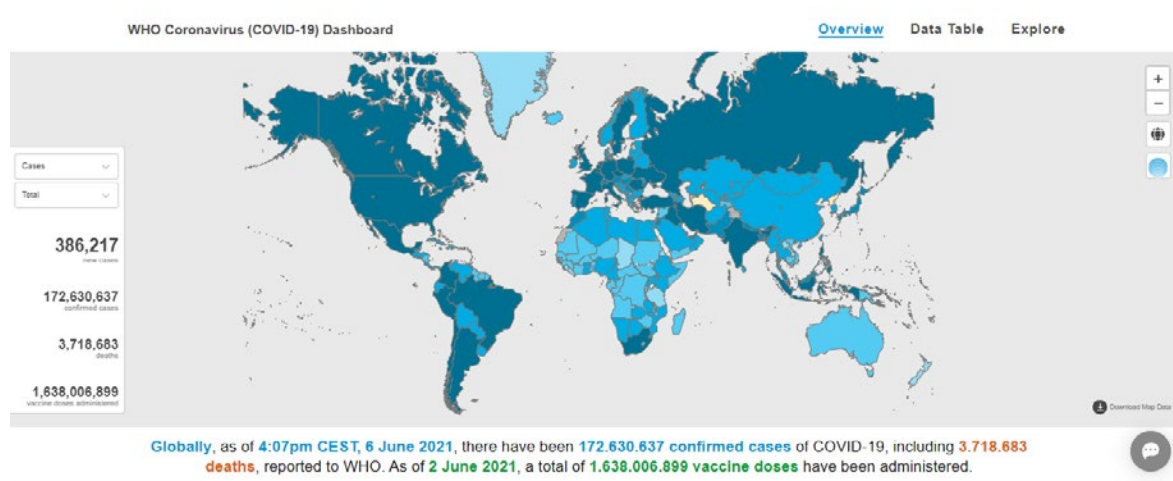 WHO Coronavirus (COVID-19) Dashboard
Overview Data Table Explore
+
−
Cases
Total
386,217
new cases
172,630,637
confirmed cases
3,718,683
deaths
1,638,006,899
vaccine doses administered
Download Map Data
Globally, as of 4:07pm CEST, 6 June 2021, there have been 172.630.637 confirmed cases of COVID-19, including 3.718.683
deaths, reported to WHO. As of 2 June 2021, a total of 1.638.006.899 vaccine doses have been administered.